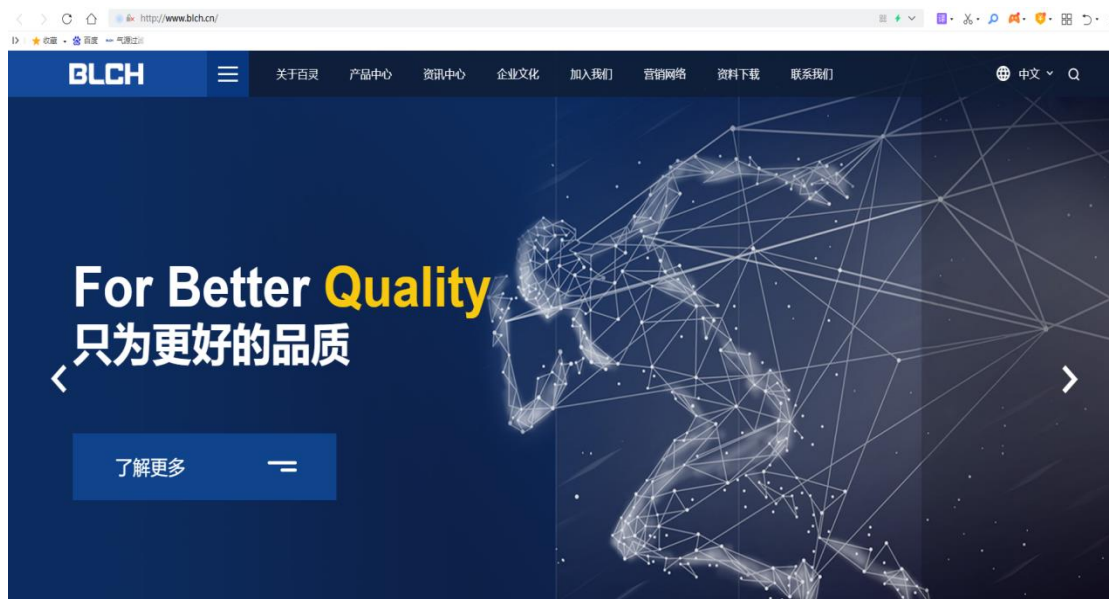 http://www.blch.cn/
收藏 百度 气源过滤
BLCH 关于百灵 产品中心 资讯中心 企业文化 加入我们 营销网络 资料下载 联系我们 中文
For Better Quality
只为更好的品质
了解更多